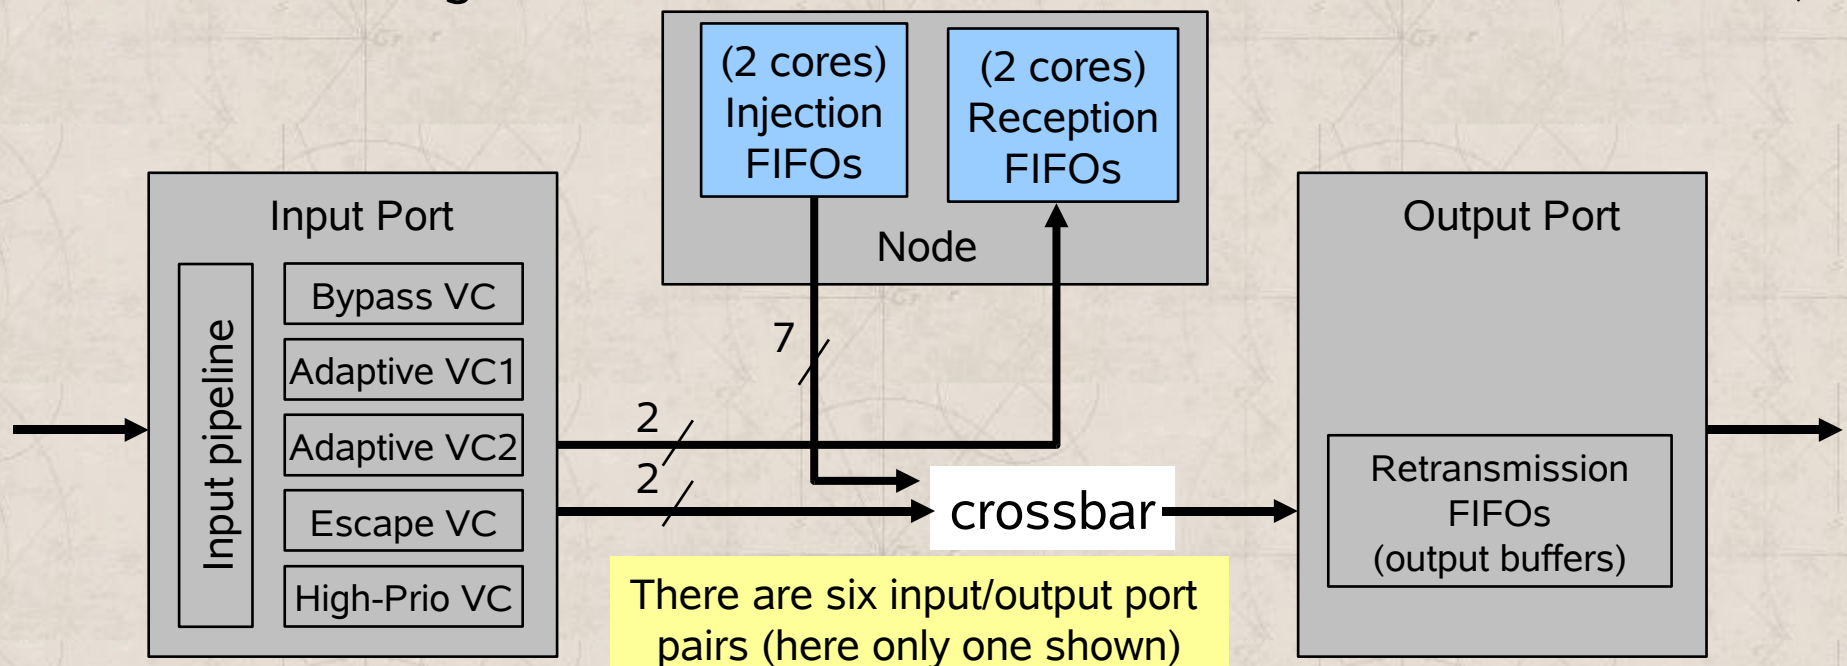 (2 cores)
Injection
FIFOs
(2 cores)
Reception
FIFOs
Node
Input Port
Input pipeline
Bypass VC
Adaptive VC1
Adaptive VC2
Escape VC
High-Prio VC
7
2
2
crossbar
Output Port
Retransmission
FIFOs
(output buffers)
There are six input/output port
pairs (here only one shown)